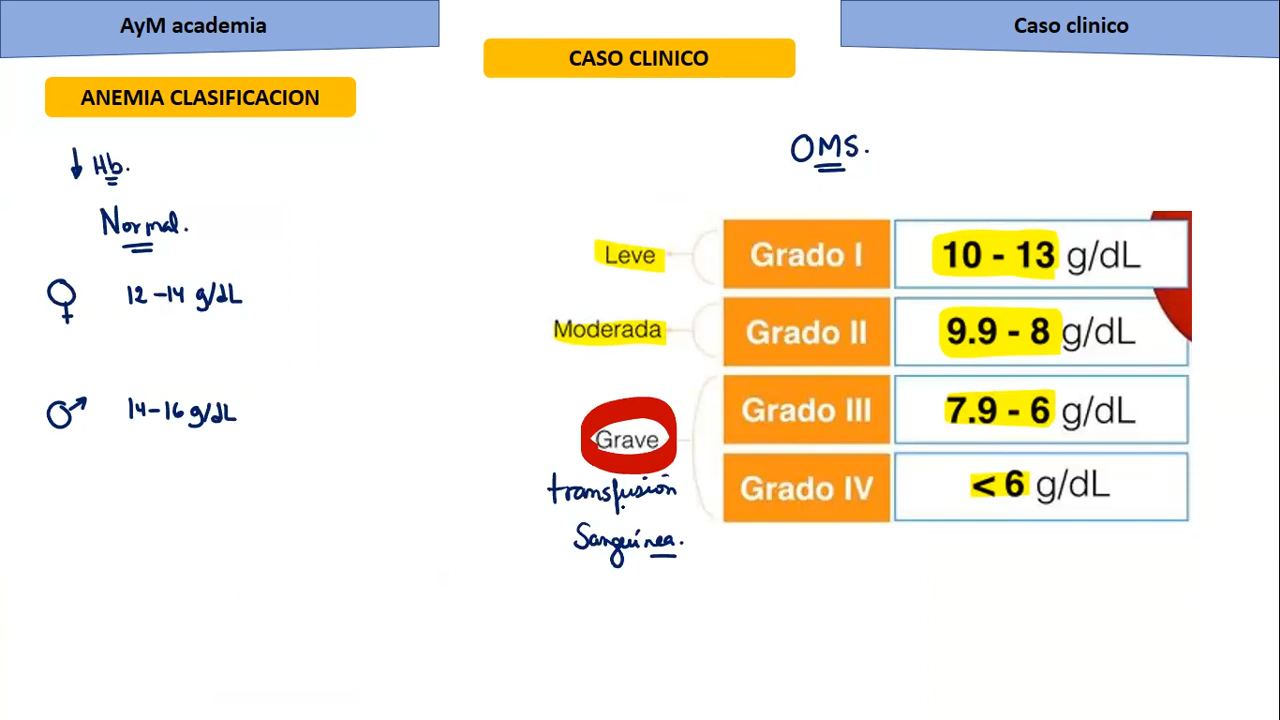 AyM academia
Caso clinico
CASO CLINICO
ANEMIA CLASIFICACION
↓ Hb.
Normal.
♀ 12-14 g/dL
♂ 14-16 g/dL
OMS.
Leve Grado I 10 - 13 g/dL
Moderada Grado II 9.9 - 8 g/dL
Grado III 7.9 - 6 g/dL
Grave
Grado IV < 6 g/dL
transfusión
Sanguínea.